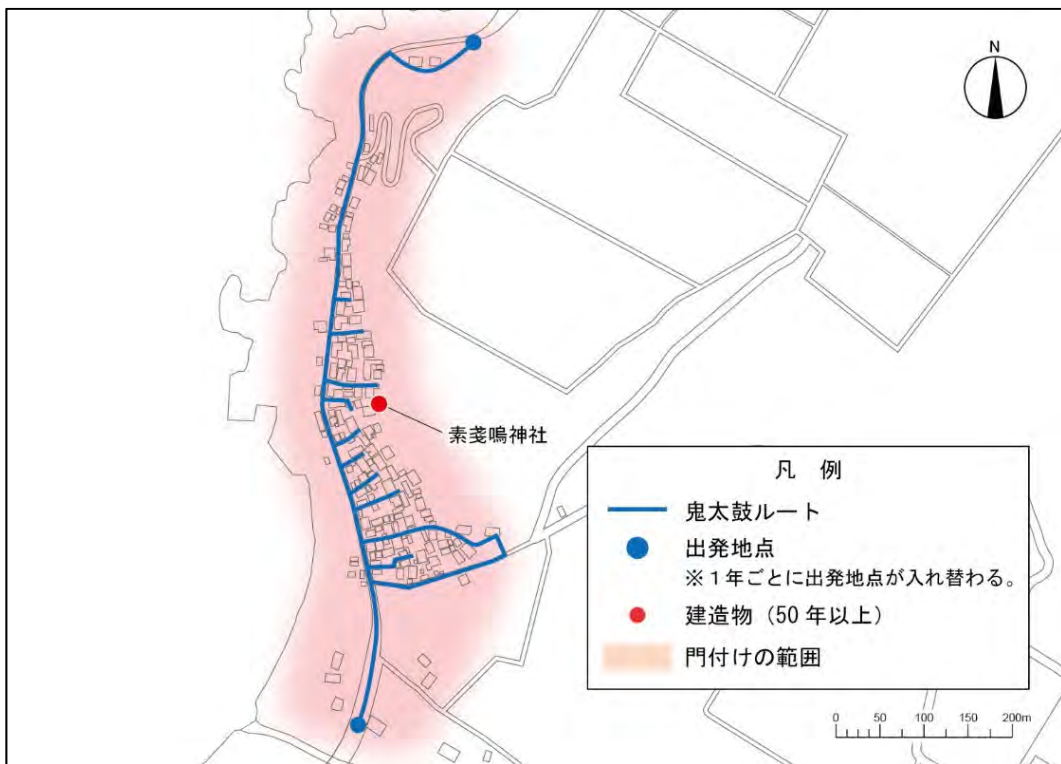 N
素戔嗚神社
凡 例
鬼太鼓ルート
出発地点
※1年ごとに出発地点が入れ替わる。
建造物(50 年以上)
門付けの範囲
0 50 100 150 200m